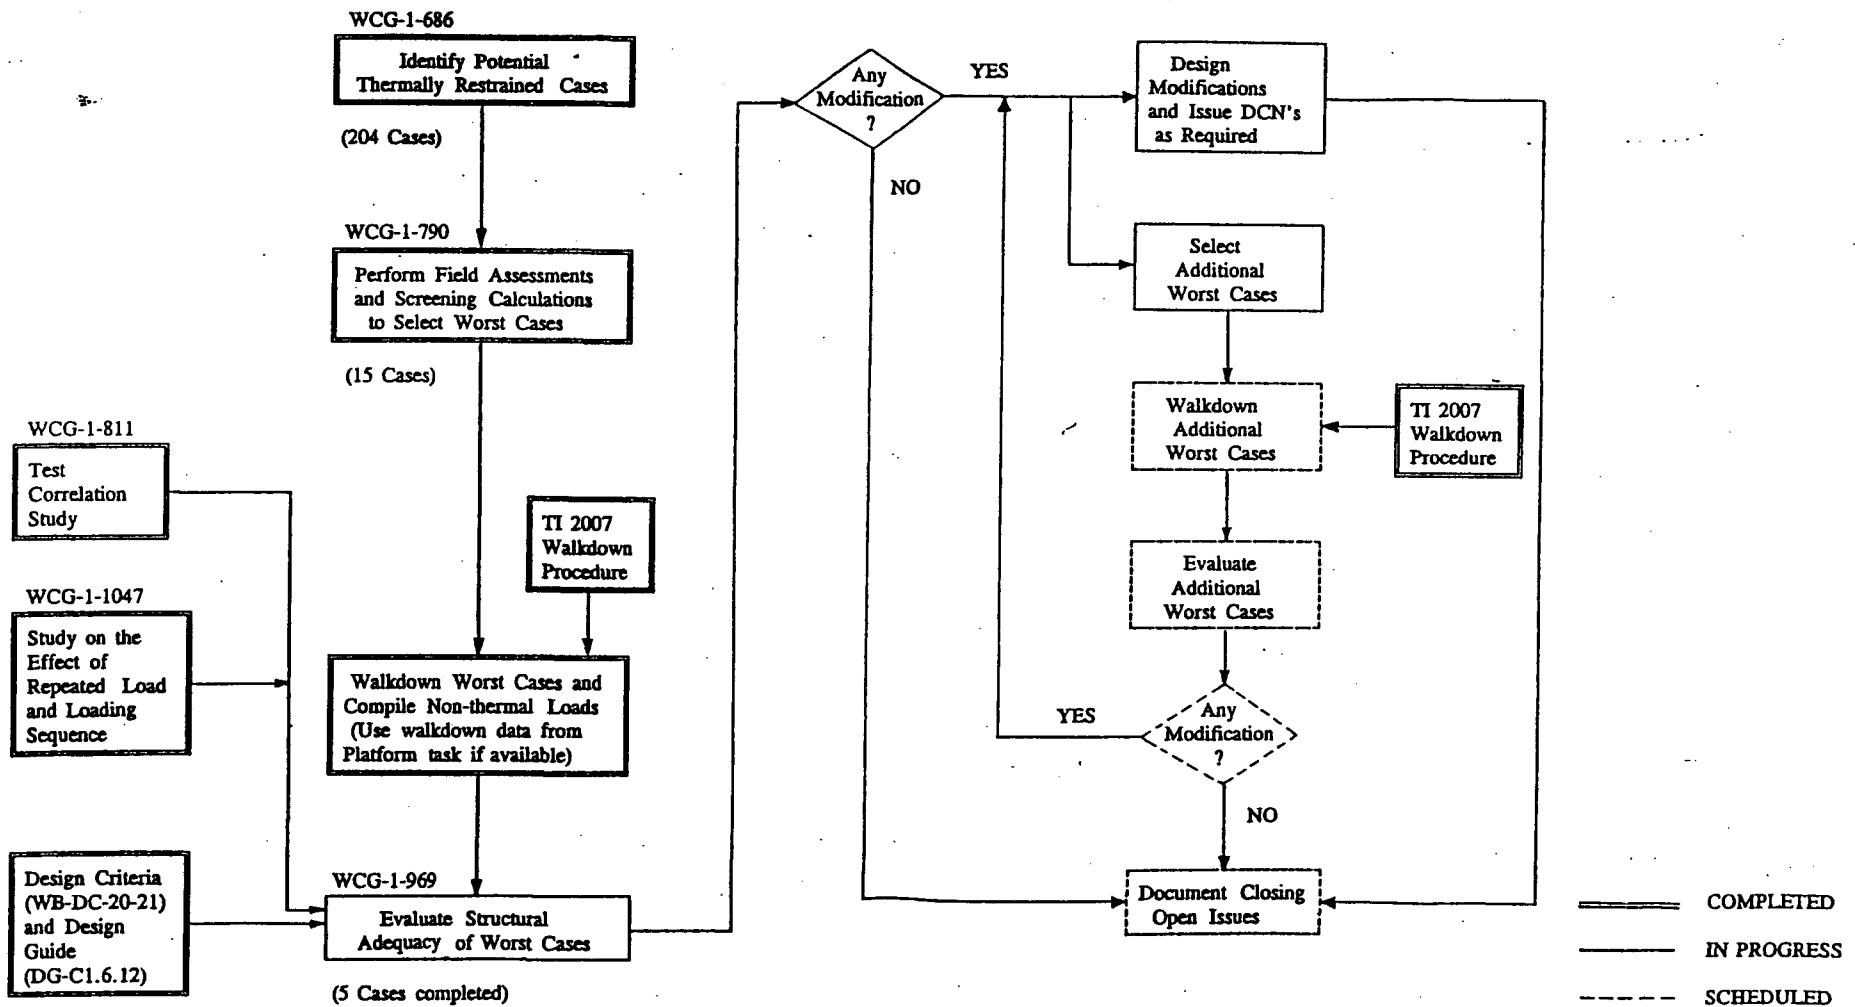 WCG-1-686
Identify Potential
Thermally Restrained Cases
(204 Cases)
WCG-1-790
Perform Field Assessments
and Screening Calculations
to Select Worst Cases
(15 Cases)
WCG-1-811
Test
Correlation
Study
TI 2007
Walkdown
Procedure
WCG-1-1047
Study on the
Effect of
Repeated Load
and Loading
Sequence
Walkdown Worst Cases and
Compile Non-thermal Loads
(Use walkdown data from
Platform task if available)
Design Criteria
(WB-DC-20-21)
and Design
Guide
(DG-C1.6.12)
WCG-1-969
Evaluate Structural
Adequacy of Worst Cases
(5 Cases completed)
Any
Modification
?
YES
NO
Design
Modifications
and Issue DCN's
as Required
Select
Additional
Worst Cases
Walkdown
Additional
Worst Cases
TI 2007
Walkdown
Procedure
Evaluate
Additional
Worst Cases
Any
Modification
?
YES
NO
Document Closing
Open Issues
COMPLETED
IN PROGRESS
SCHEDULED